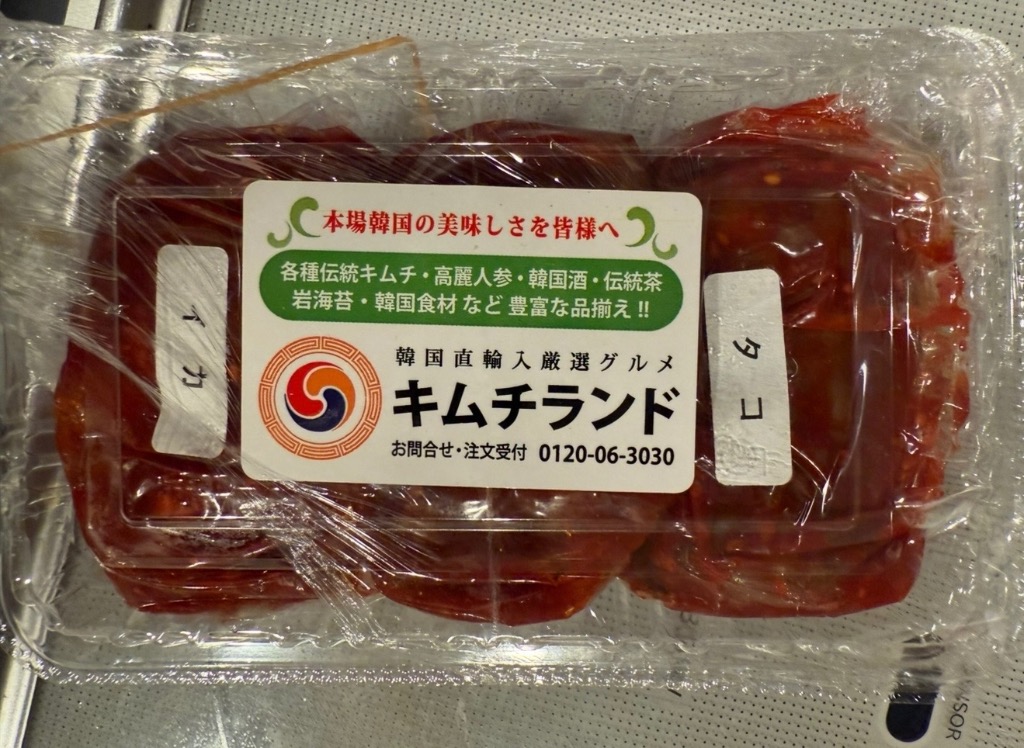 本場韓国の美味しさを皆様へ
各種伝統キムチ・高麗人参・韓国酒・伝統茶
岩海苔・韓国食材 など 豊富な品揃え!!
韓国直輸入厳選グルメ
キムチランド
お問合せ・注文受付 0120-06-3030
イカ
タコ